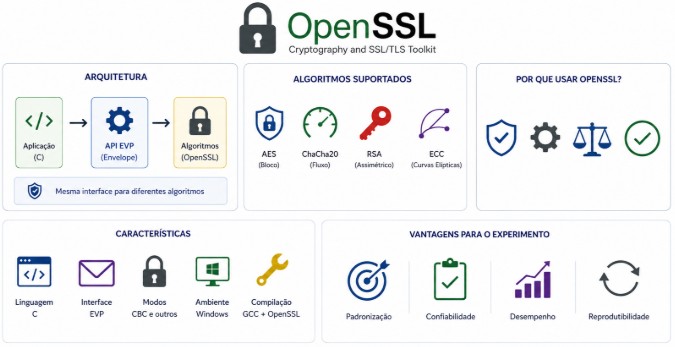 OpenSSL
Cryptography and SSL/TLS Toolkit
ARQUITETURA
</>
Aplicação
(C)
API EVP
(Envelope)
Algoritmos
(OpenSSL)
Mesma interface para diferentes algoritmos
ALGORITMOS SUPORTADOS
AES
(Bloco)
ChaCha20
(Fluxo)
RSA
(Assimétrico)
ECC
(Curvas Elípticas)
POR QUE USAR OPENSSL?
CARACTERÍSTICAS
</>
Linguagem
C
Interface
EVP
Modos
CBC e outros
Ambiente
Windows
Compilação
GCC + OpenSSL
VANTAGENS PARA O EXPERIMENTO
Padronização
Confiabilidade
Desempenho
Reprodutibilidade